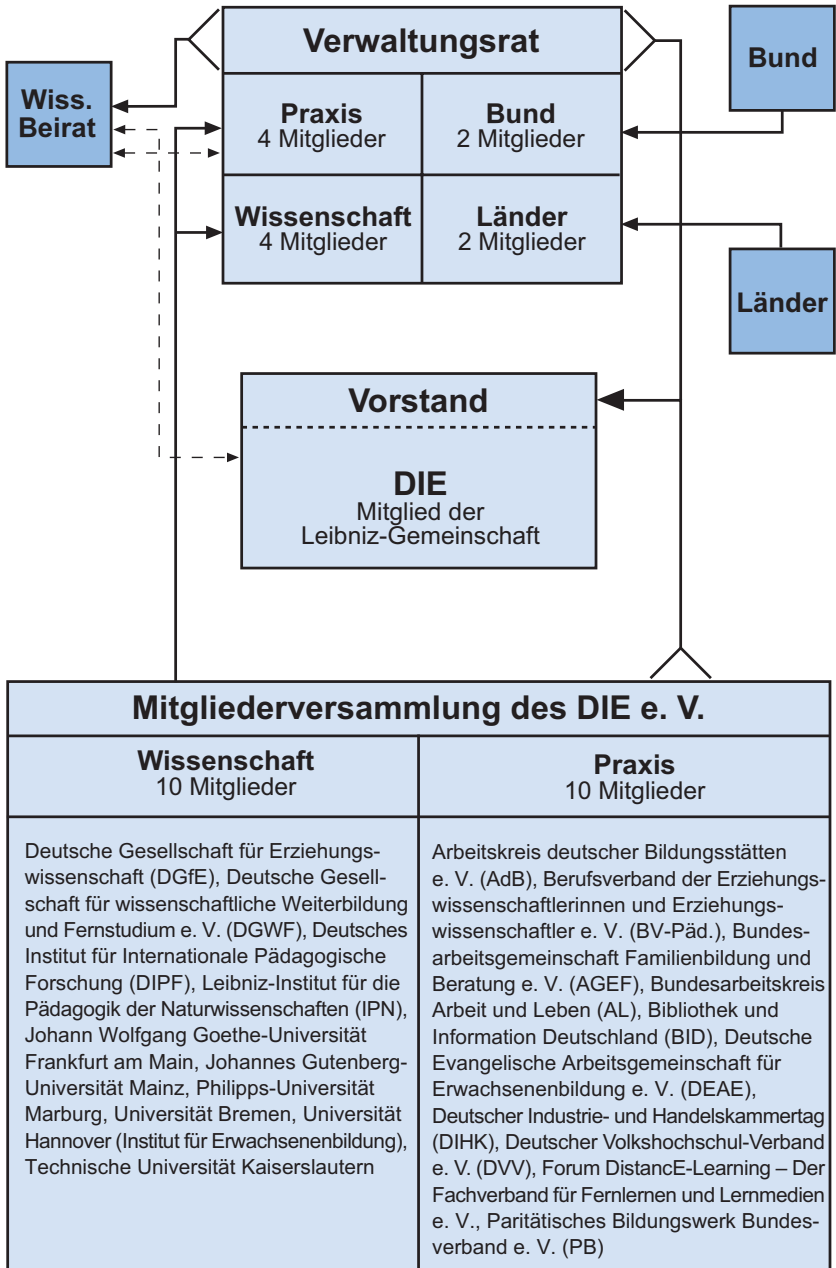 Verwaltungsrat
Bund
Wiss.
Beirat
Praxis
4 Mitglieder
Bund
2 Mitglieder
Wissenschaft
4 Mitglieder
Länder
2 Mitglieder
Länder
Vorstand
DIE
Mitglied der
Leibniz-Gemeinschaft
Mitgliederversammlung des DIE e. V.
Wissenschaft
10 Mitglieder
Deutsche Gesellschaft für Erziehungs-
wissenschaft (DGfE), Deutsche Gesell-
schaft für wissenschaftliche Weiterbildung
und Fernstudium e. V. (DGWF), Deutsches
Institut für Internationale Pädagogische
Forschung (DIPF), Leibniz-Institut für die
Pädagogik der Naturwissenschaften (IPN),
Johann Wolfgang Goethe-Universität
Frankfurt am Main, Johannes Gutenberg-
Universität Mainz, Philipps-Universität
Marburg, Universität Bremen, Universität
Hannover (Institut für Erwachsenenbildung),
Technische Universität Kaiserslautern
Praxis
10 Mitglieder
Arbeitskreis deutscher Bildungsstätten
e. V. (AdB), Berufsverband der Erziehungs-
wissenschaftlerinnen und Erziehungs-
wissenschaftler e. V. (BV-Päd.), Bundes-
arbeitsgemeinschaft Familienbildung und
Beratung e. V. (AGEF), Bundesarbeitskreis
Arbeit und Leben (AL), Bibliothek und
Information Deutschland (BID), Deutsche
Evangelische Arbeitsgemeinschaft für
Erwachsenenbildung e. V. (DEAE),
Deutscher Industrie- und Handelskammertag
(DIHK), Deutscher Volkshochschul-Verband
e. V. (DVV), Forum DistancE-Learning – Der
Fachverband für Fernlernen und Lernmedien
e. V., Paritätisches Bildungswerk Bundes-
verband e. V. (PB)